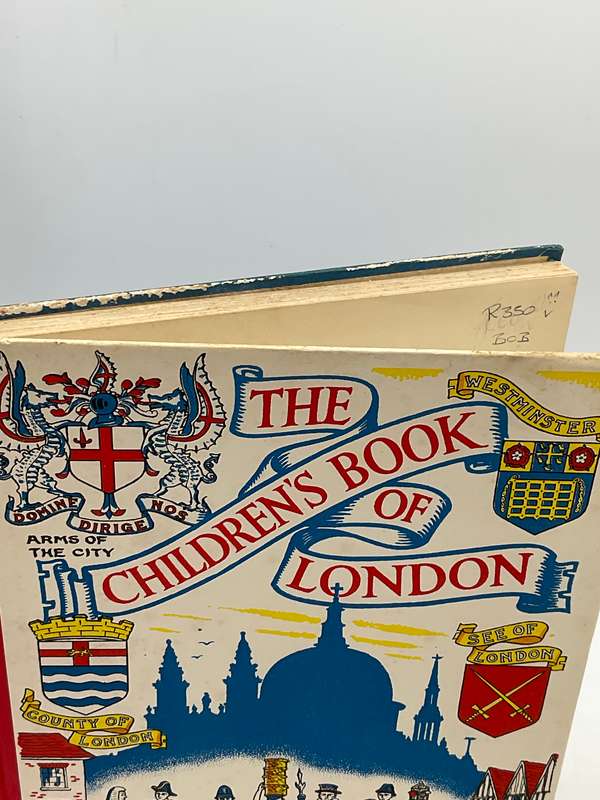 R350
BOB
THE
CHILDREN'S BOOK
OF
LONDON
WESTMINSTER
DOMINE DIRIGE NOS
ARMS OF
THE CITY
COUNTY OF
LONDON
SEE OF
LONDON